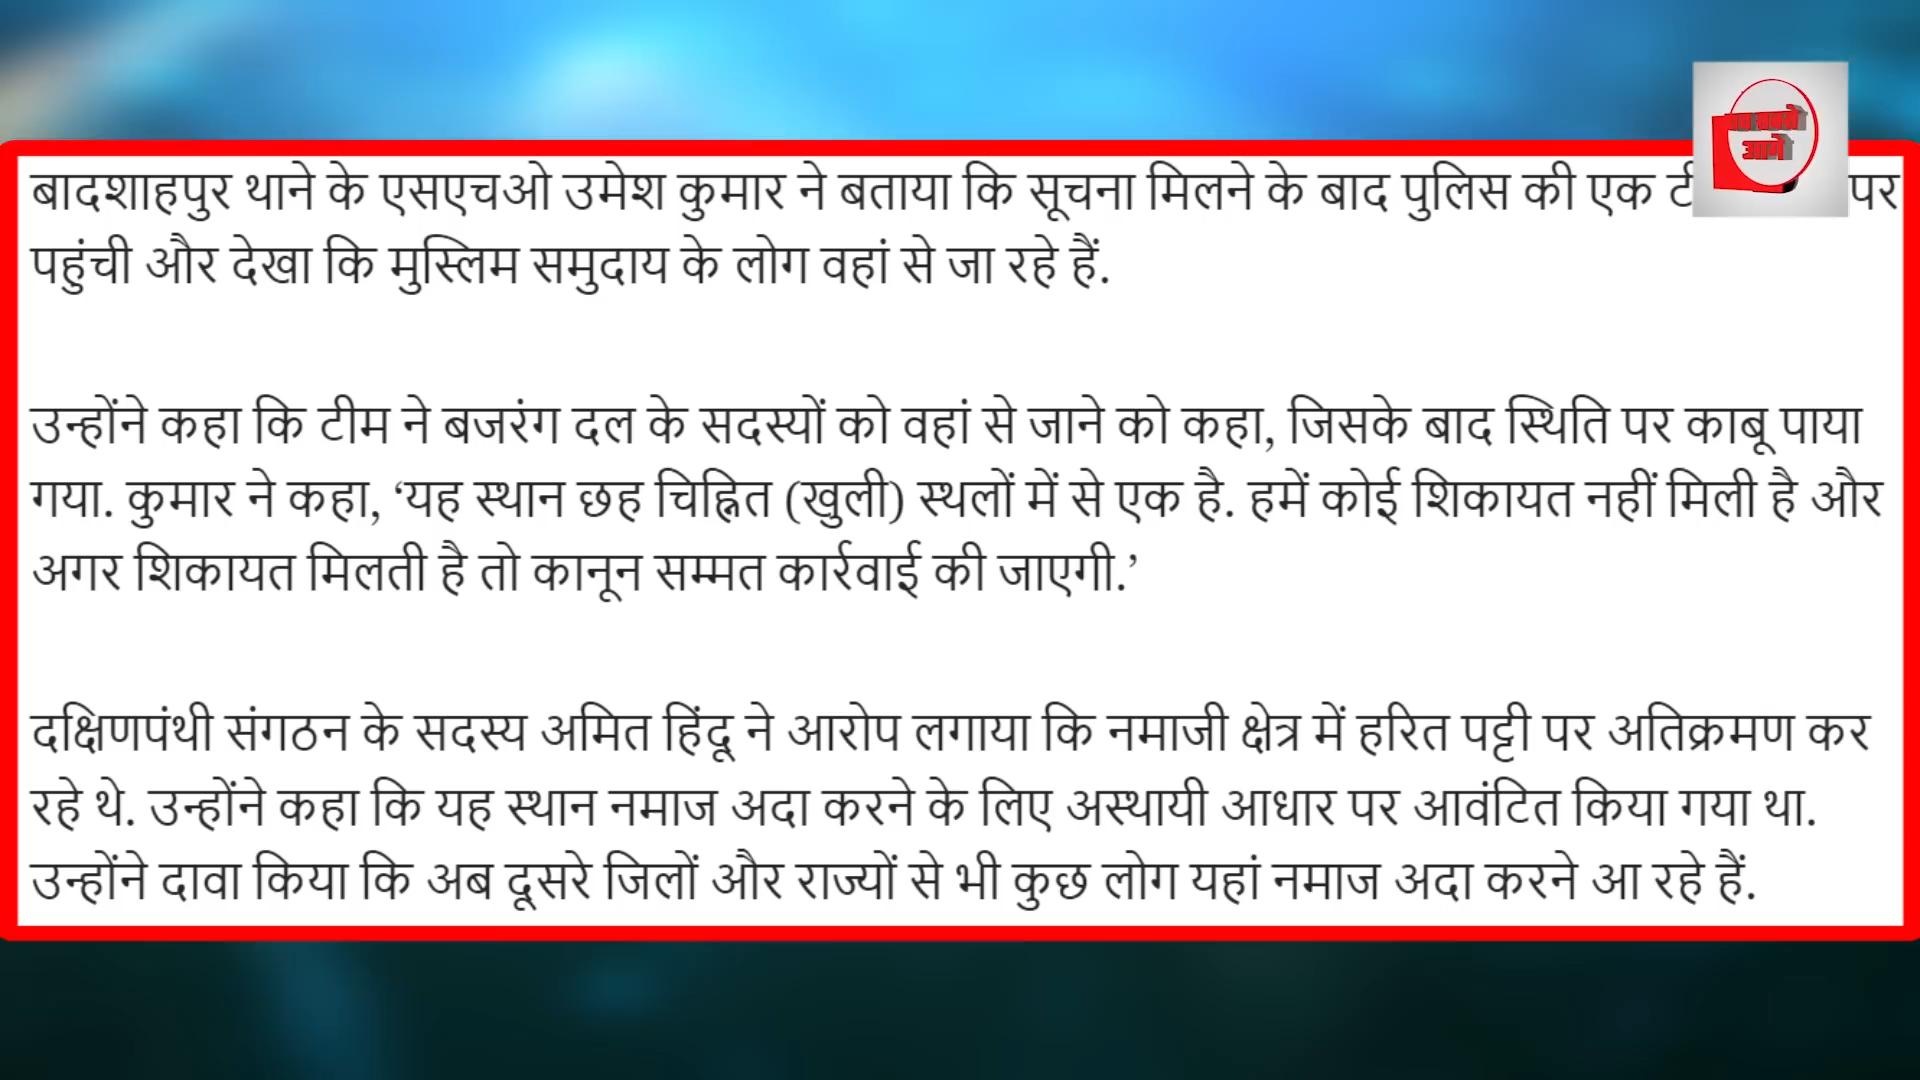 बादशाहपुर थाने के एसएचओ उमेश कुमार ने बताया कि सूचना मिलने के बाद पुलिस की एक पर
पहुंची और देखा कि मुस्लिम समुदाय के लोग वहां से जा रहे हैं.
उन्होंने कहा कि टीम ने बजरंग दल के सदस्यों को वहां से जाने को कहा, जिसके बाद स्थिति पर काबू पाया
गया. कुमार ने कहा, ‘यह स्थान छह चिह्नित (खुली) स्थलों में से एक है. हमें कोई शिकायत नहीं मिली है और
अगर शिकायत मिलती है तो कानून सम्मत कार्रवाई की जाएगी.’
दक्षिणपंथी संगठन के सदस्य अमित हिंदू ने आरोप लगाया कि नमाजी क्षेत्र में हरित पट्टी पर अतिक्रमण कर
रहे थे. उन्होंने कहा कि यह स्थान नमाज अदा करने के लिए अस्थायी आधार पर आवंटित किया गया था.
उन्होंने दावा किया कि अब दूसरे जिलों और राज्यों से भी कुछ लोग यहां नमाज अदा करने आ रहे हैं.
आगे